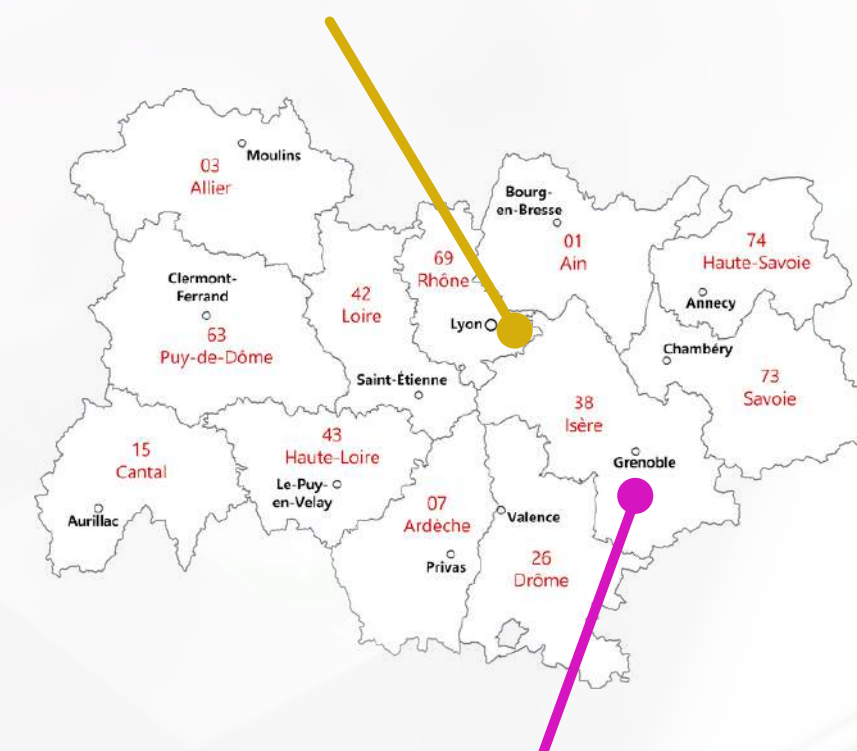 03
Allier
Moulins
Bourg-
en-Bresse
01
Ain
74
Haute-Savoie
Annecy
69
Rhône
Lyon
42
Loire
Saint-Étienne
Clermont-
Ferrand
63
Puy-de-Dôme
Chambéry
73
Savoie
38
Isère
Grenoble
15
Cantal
Aurillac
43
Haute-Loire
Le-Puy-
en-Velay
07
Ardèche
Privas
Valence
26
Drôme